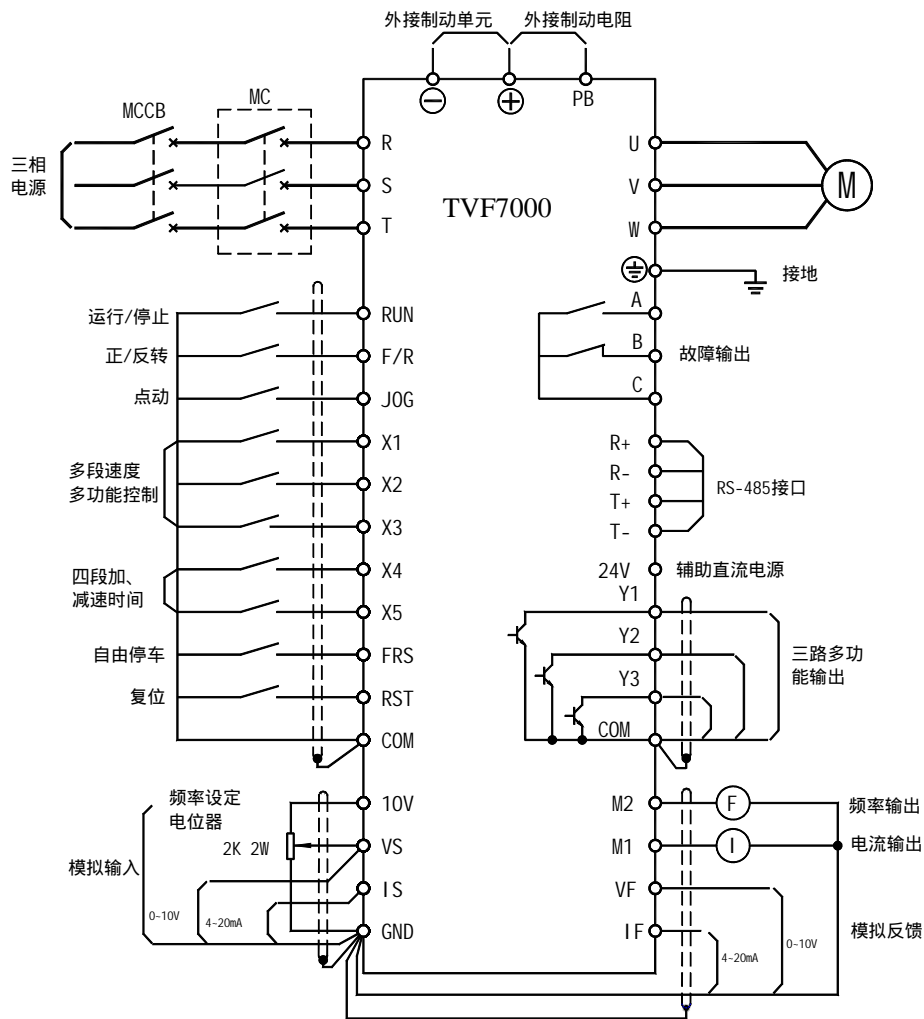 外接制动单元 外接制动电阻
PB
MCCB
MC
三相
电源
R
S
T
TVF7000
U
V
W
M
接地
运行/停止
正/反转
点动
多段速度
多功能控制
四段加、
减速时间
自由停车
复位
RUN
F/R
JOG
X1
X2
X3
X4
X5
FRS
RST
COM
A
B
C
故障输出
R+
R-
T+
T-
RS-485接口
24V
辅助直流电源
Y1
Y2
Y3
COM
三路多功
能输出
频率设定
电位器
2K 2W
模拟输入
0~10V
4~20mA
10V
VS
IS
GND
M2
M1
VF
IF
F
I
频率输出
电流输出
模拟反馈
4~20mA
0~10V